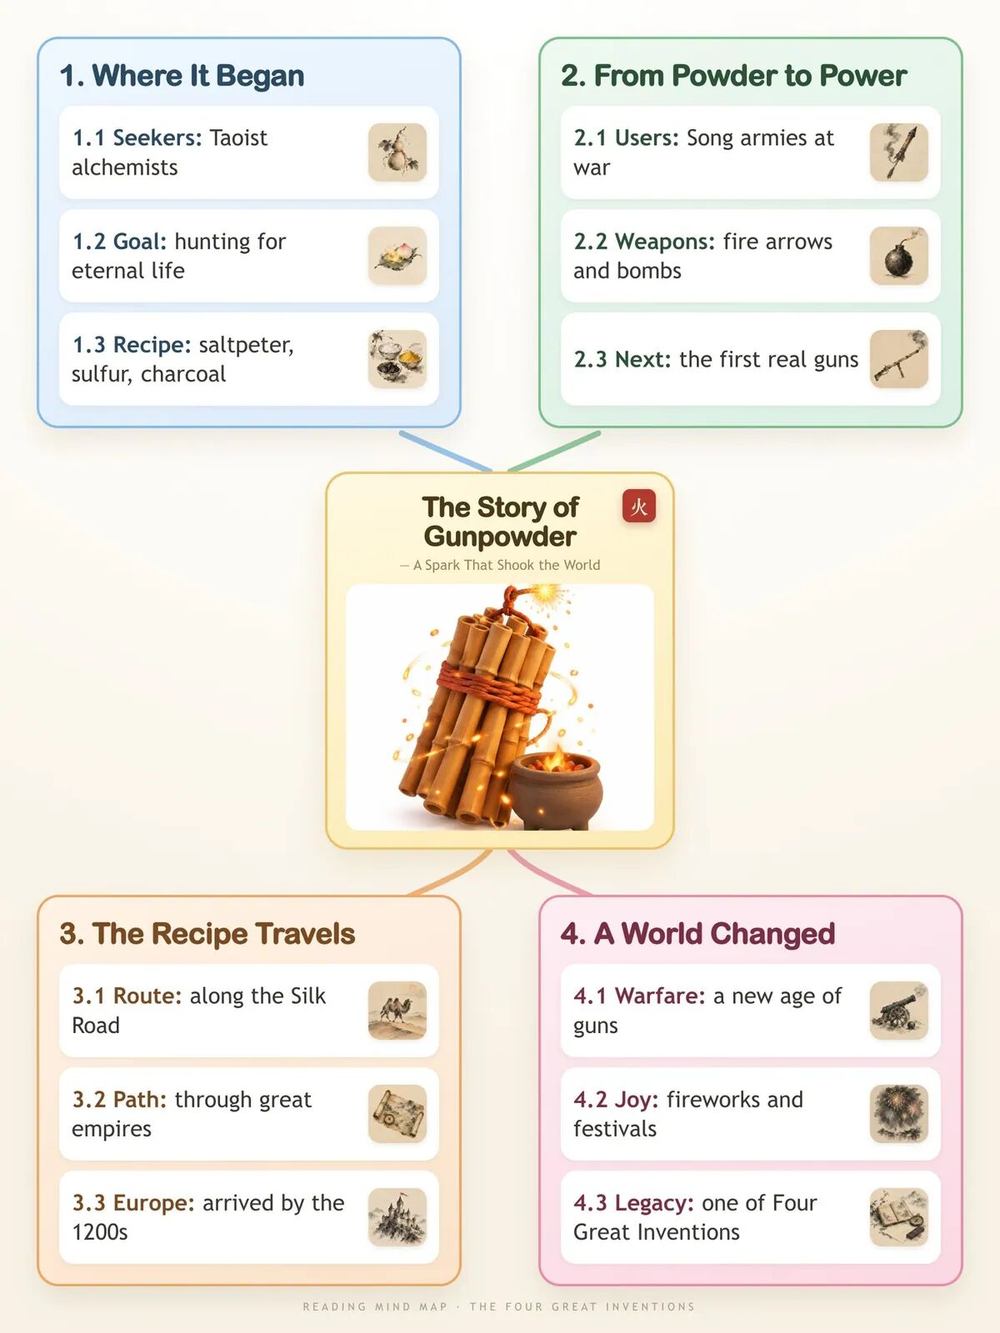 1. Where It Began
1.1 Seekers: Taoist
alchemists
1.2 Goal: hunting for
eternal life
1.3 Recipe: saltpeter,
sulfur, charcoal
2. From Powder to Power
2.1 Users: Song armies at
war
2.2 Weapons: fire arrows
and bombs
2.3 Next: the first real guns
The Story of
Gunpowder
火
– A Spark That Shook the World
3. The Recipe Travels
3.1 Route: along the Silk
Road
3.2 Path: through great
empires
3.3 Europe: arrived by the
1200s
4. A World Changed
4.1 Warfare: a new age of
guns
4.2 Joy: fireworks and
festivals
4.3 Legacy: one of Four
Great Inventions
READING MIND MAP · THE FOUR GREAT INVENTIONS